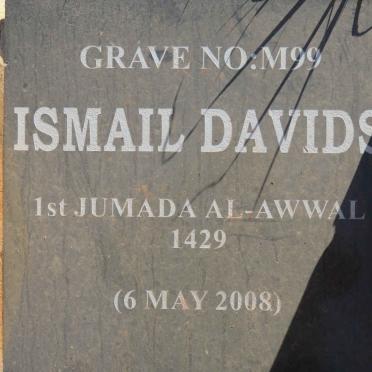 GRAVE NO:M99
ISMAIL DAVIDS
1st JUMADA AL-AWWAL
1429
(6 MAY 2008)